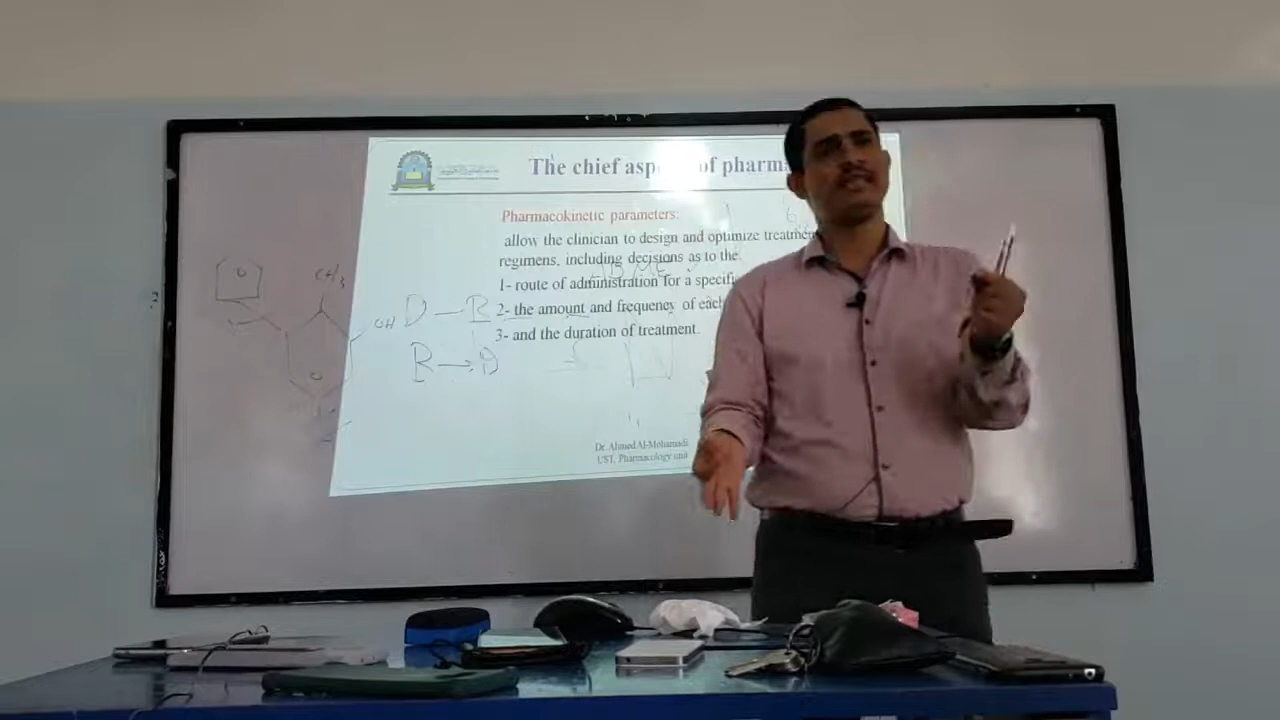 The chief aspe of pharma
Pharmacokinetic parameters:
allow the clinician to design and optimize treatment
regimens, including decisions as to the:
1- route of administration for a specifi
2- the amount and frequency of each
3- and the duration of treatment.
Dr. Ahmed Al-Mohamadi
UST, Pharmacology unit
CH3
OH
D — R
R → D